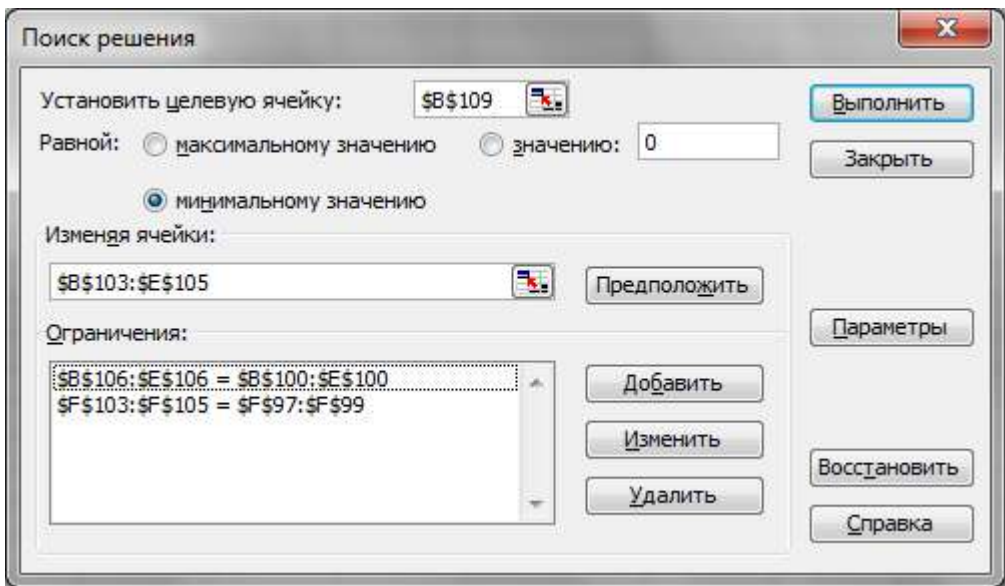 Поиск решения
Установить целевую ячейку: $B$109
Выполнить
Равной: максимальному значению значению: 0
Закрыть
минимальному значению
Изменяя ячейки:
$B$103:$E$105
Предположить
Ограничения:
Параметры
$B$106:$E$106 = $B$100:$E$100
Добавить
$F$103:$F$105 = $F$97:$F$99
Изменить
Восстановить
Удалить
Справка